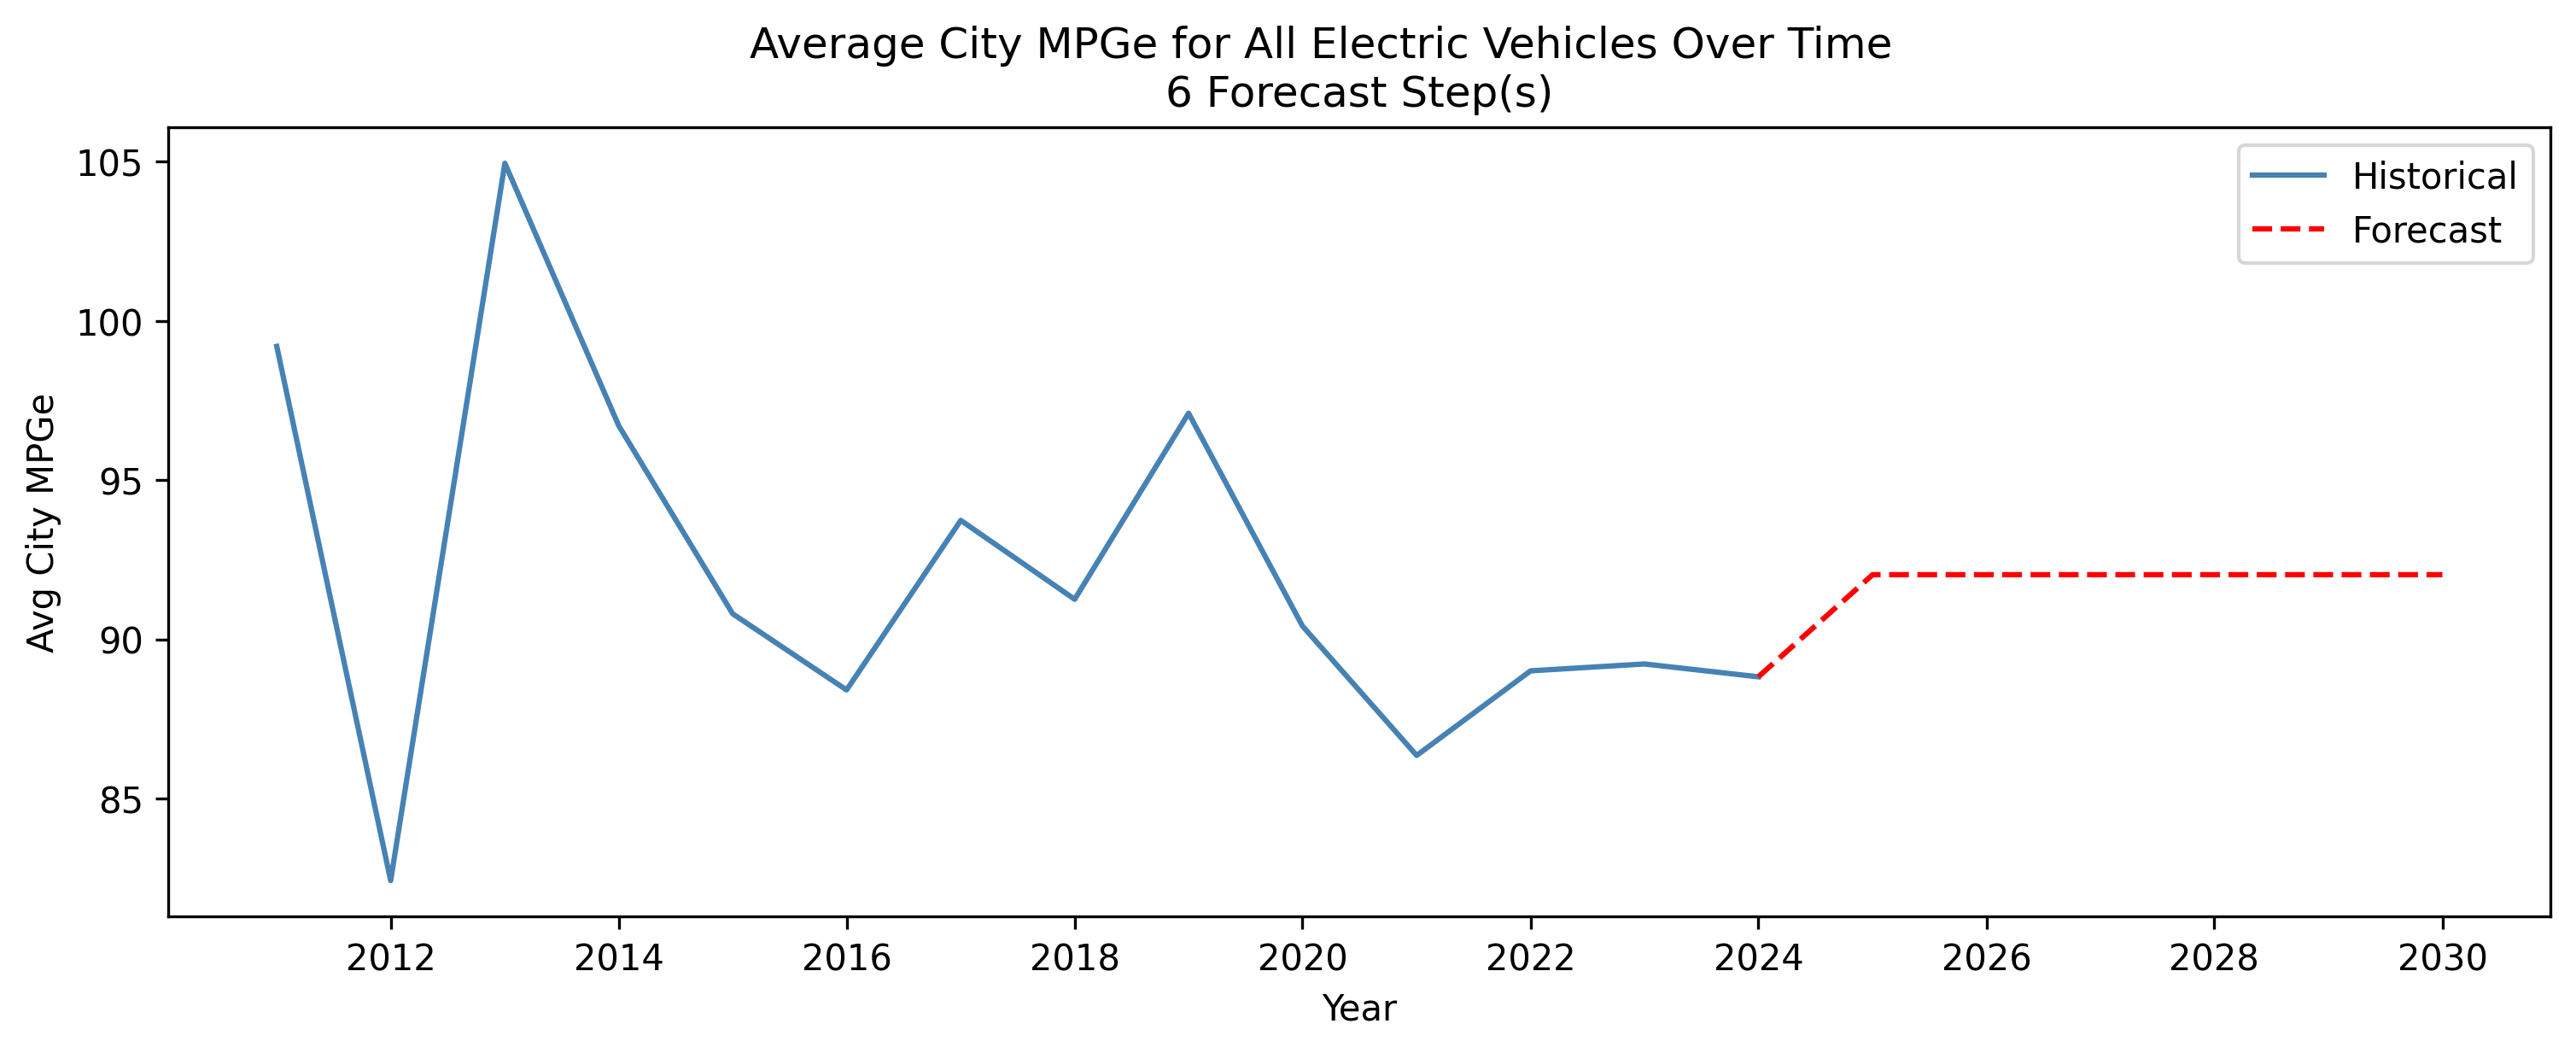 Average City MPGe for All Electric Vehicles Over Time
6 Forecast Step(s)
105
100
95
90
85
Avg City MPGe
Historical
Forecast
2012 2014 2016 2018 2020 2022 2024 2026 2028 2030
Year